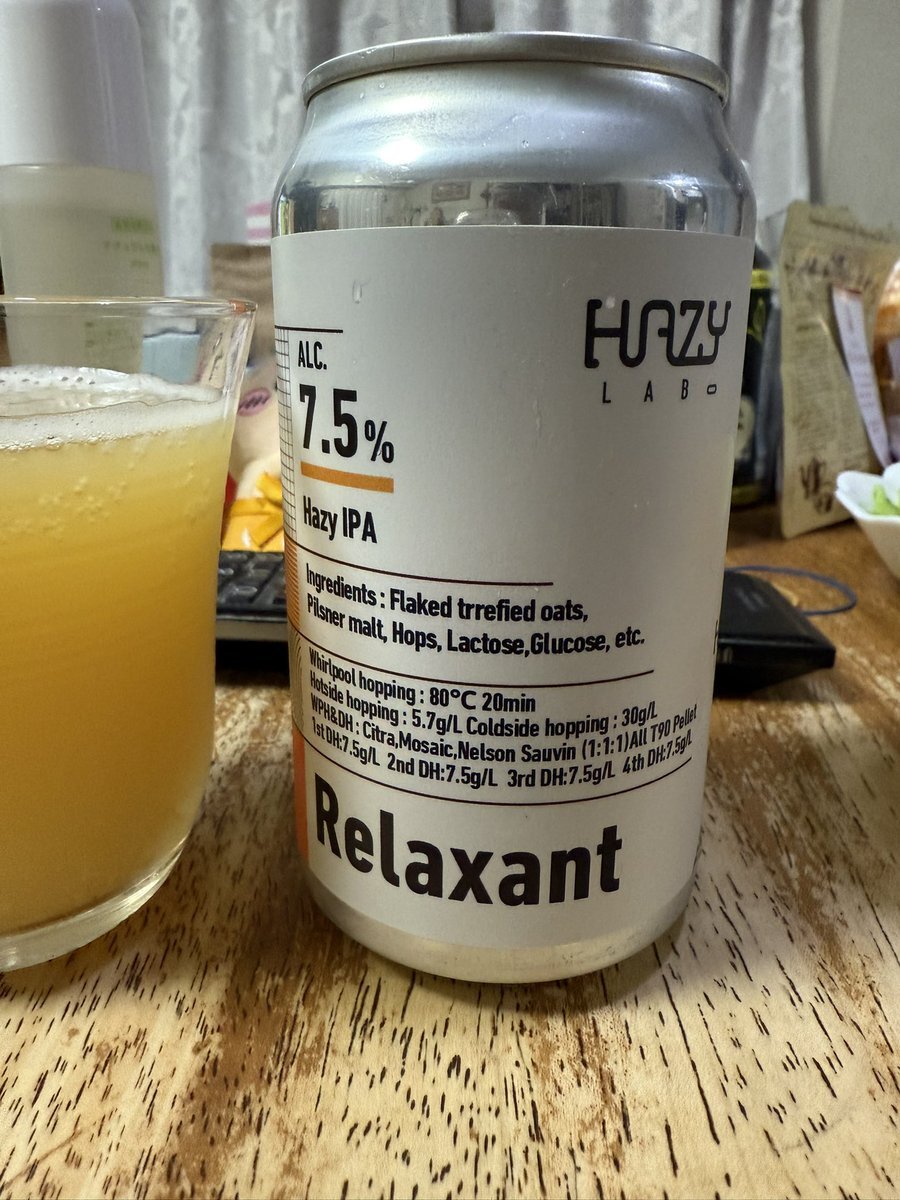 HAZY
LABo
ALC.
7.5%
Hazy IPA
Ingredients : Flaked trrefied oats,
Pilsner malt, Hops, Lactose,Glucose, etc.
Whirlpool hopping : 80°C 20min
Hotside hopping : 5.7g/L Coldside hopping : 30g/L
WPH&DH : Citra,Mosaic,Nelson Sauvin (1:1:1)All T90 Pellet
1st DH:7.5g/L 2nd DH:7.5g/L 3rd DH:7.5g/L 4th DH:7.5g/L
Relaxant